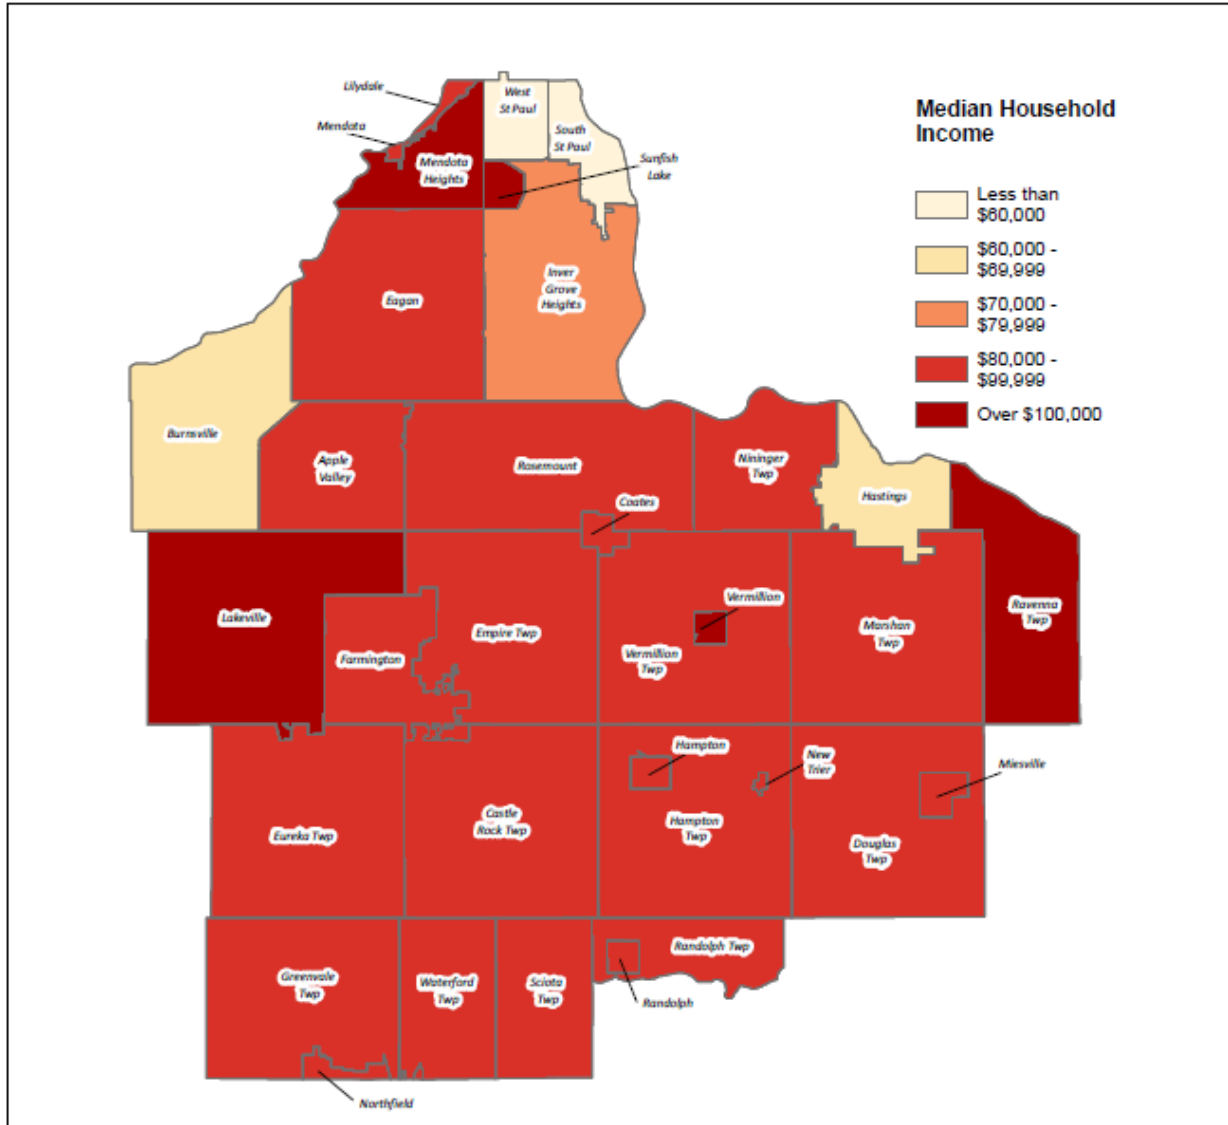 Lilydale
West
St Paul
Mendota
South
St Paul
Mendota
Heights
Sunfish
Lake
Median Household
Income
Less than
$60,000
$60,000 -
$69,999
$70,000 -
$79,999
$80,000 -
$99,999
Over $100,000
Eagan
Inver
Grove
Heights
Burnsville
Apple
Valley
Rosemount
Nininger
Twp
Hastings
Coates
Lakeville
Farmington
Empire Twp
Vermillion
Vermillion
Twp
Marshan
Twp
Ravenna
Twp
Hampton
New
Trier
Miesville
Eureka Twp
Castle
Rock Twp
Hampton
Twp
Douglas
Twp
Greenvale
Twp
Waterford
Twp
Sciota
Twp
Randolph Twp
Randolph
Northfield